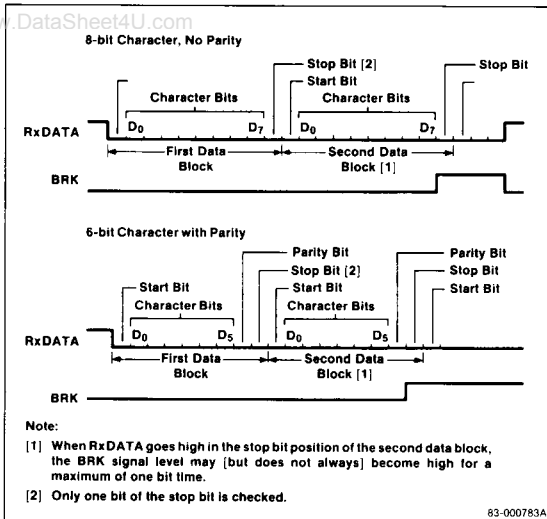 w.DataSheet4U.com
8-bit Character, No Parity
Stop Bit [2]
Stop Bit
Start Bit
Character Bits
Character Bits
D0 D7 D0 D7
RxDATA
First Data Block
Second Data Block [1]
BRK
6-bit Character with Parity
Parity Bit
Parity Bit
Stop Bit [2]
Stop Bit
Start Bit
Start Bit
Start Bit
Character Bits
Character Bits
D0 D5 D0 D5
RxDATA
First Data Block
Second Data Block [1]
BRK
Note:
[1] When RxDATA goes high in the stop bit position of the second data block,
the BRK signal level may [but does not always] become high for a
maximum of one bit time.
[2] Only one bit of the stop bit is checked.
83-000783A